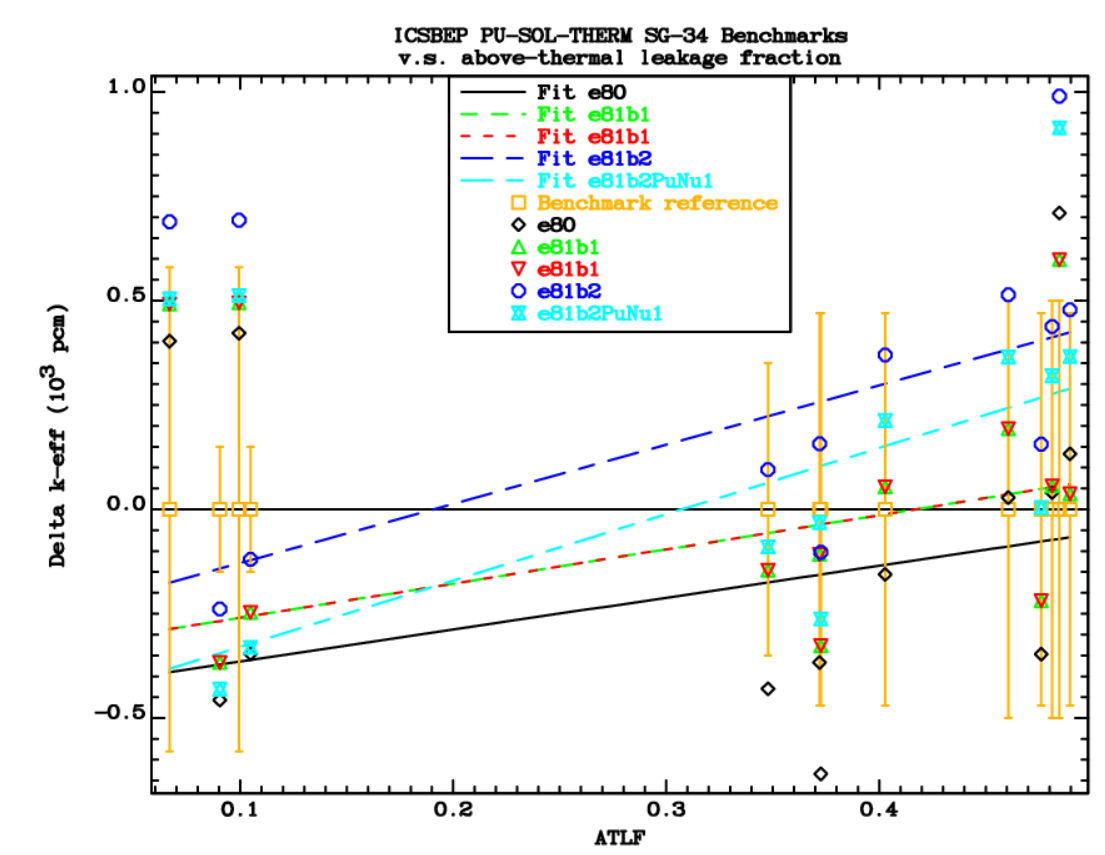 ICSBEP PU-SOL-THERM SG-34 Benchmarks
v.s. above-thermal leakage fraction
Fit e80
Fit e81b1
Fit e81b1
Fit e81b2
Fit e81b2PuNu1
Benchmark reference
e80
e81b1
e81b1
e81b2
e81b2PuNu1
Delta k-eff (10³ pcm)
1.0
0.5
0.0
-0.5
0.1 0.2 0.3 0.4
ATLF